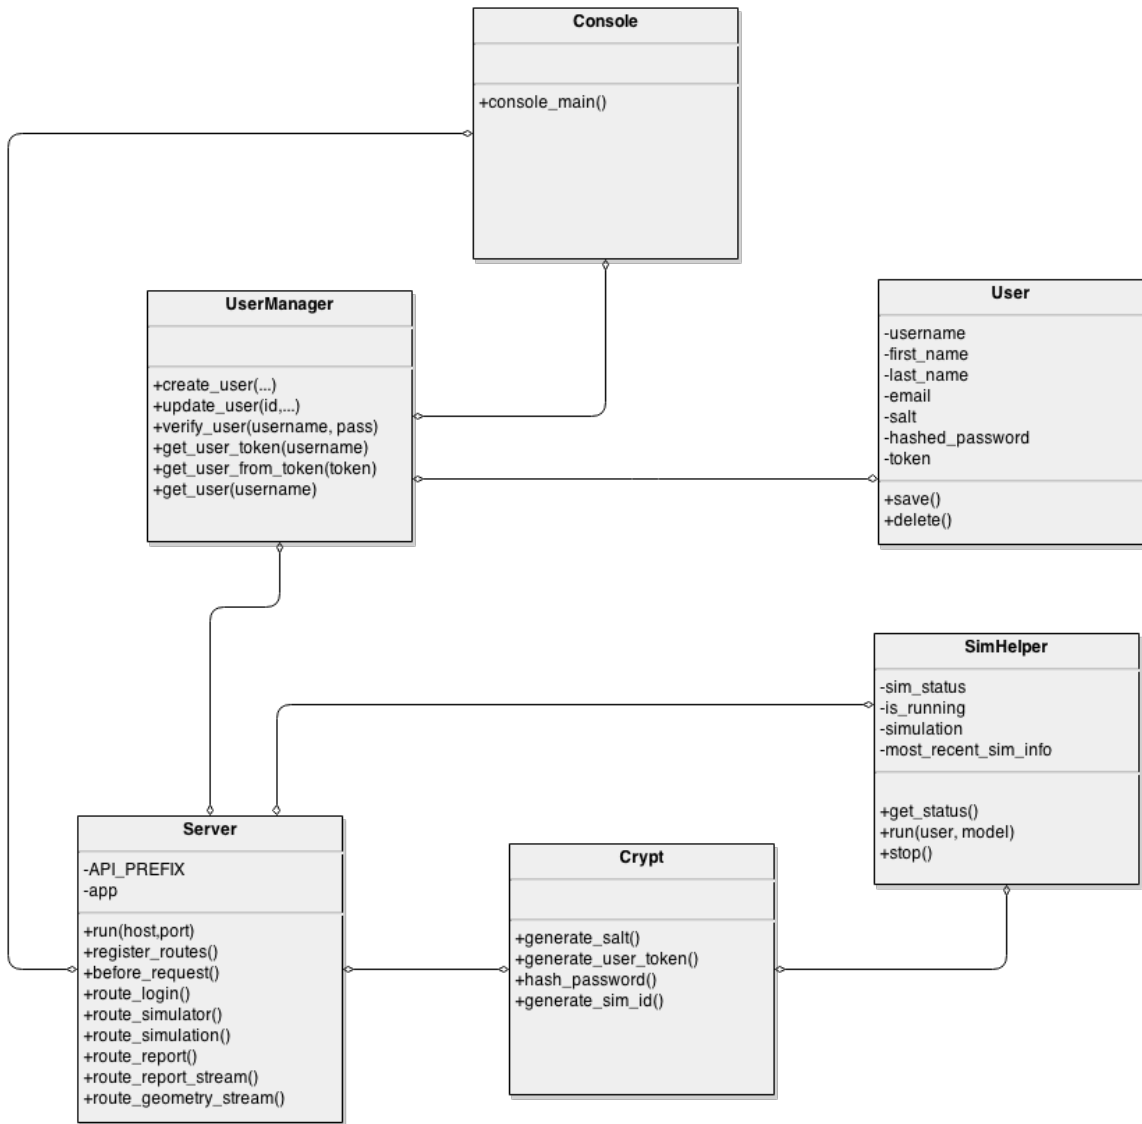 Console
+console_main()
UserManager
+create_user(...)
+update_user(id,...)
+verify_user(username, pass)
+get_user_token(username)
+get_user_from_token(token)
+get_user(username)
User
-username
-first_name
-last_name
-email
-salt
-hashed_password
-token
+save()
+delete()
SimHelper
-sim_status
-is_running
-simulation
-most_recent_sim_info
+get_status()
+run(user, model)
+stop()
Server
-API_PREFIX
-app
+run(host,port)
+register_routes()
+before_request()
+route_login()
+route_simulator()
+route_simulation()
+route_report()
+route_report_stream()
+route_geometry_stream()
Crypt
+generate_salt()
+generate_user_token()
+hash_password()
+generate_sim_id()